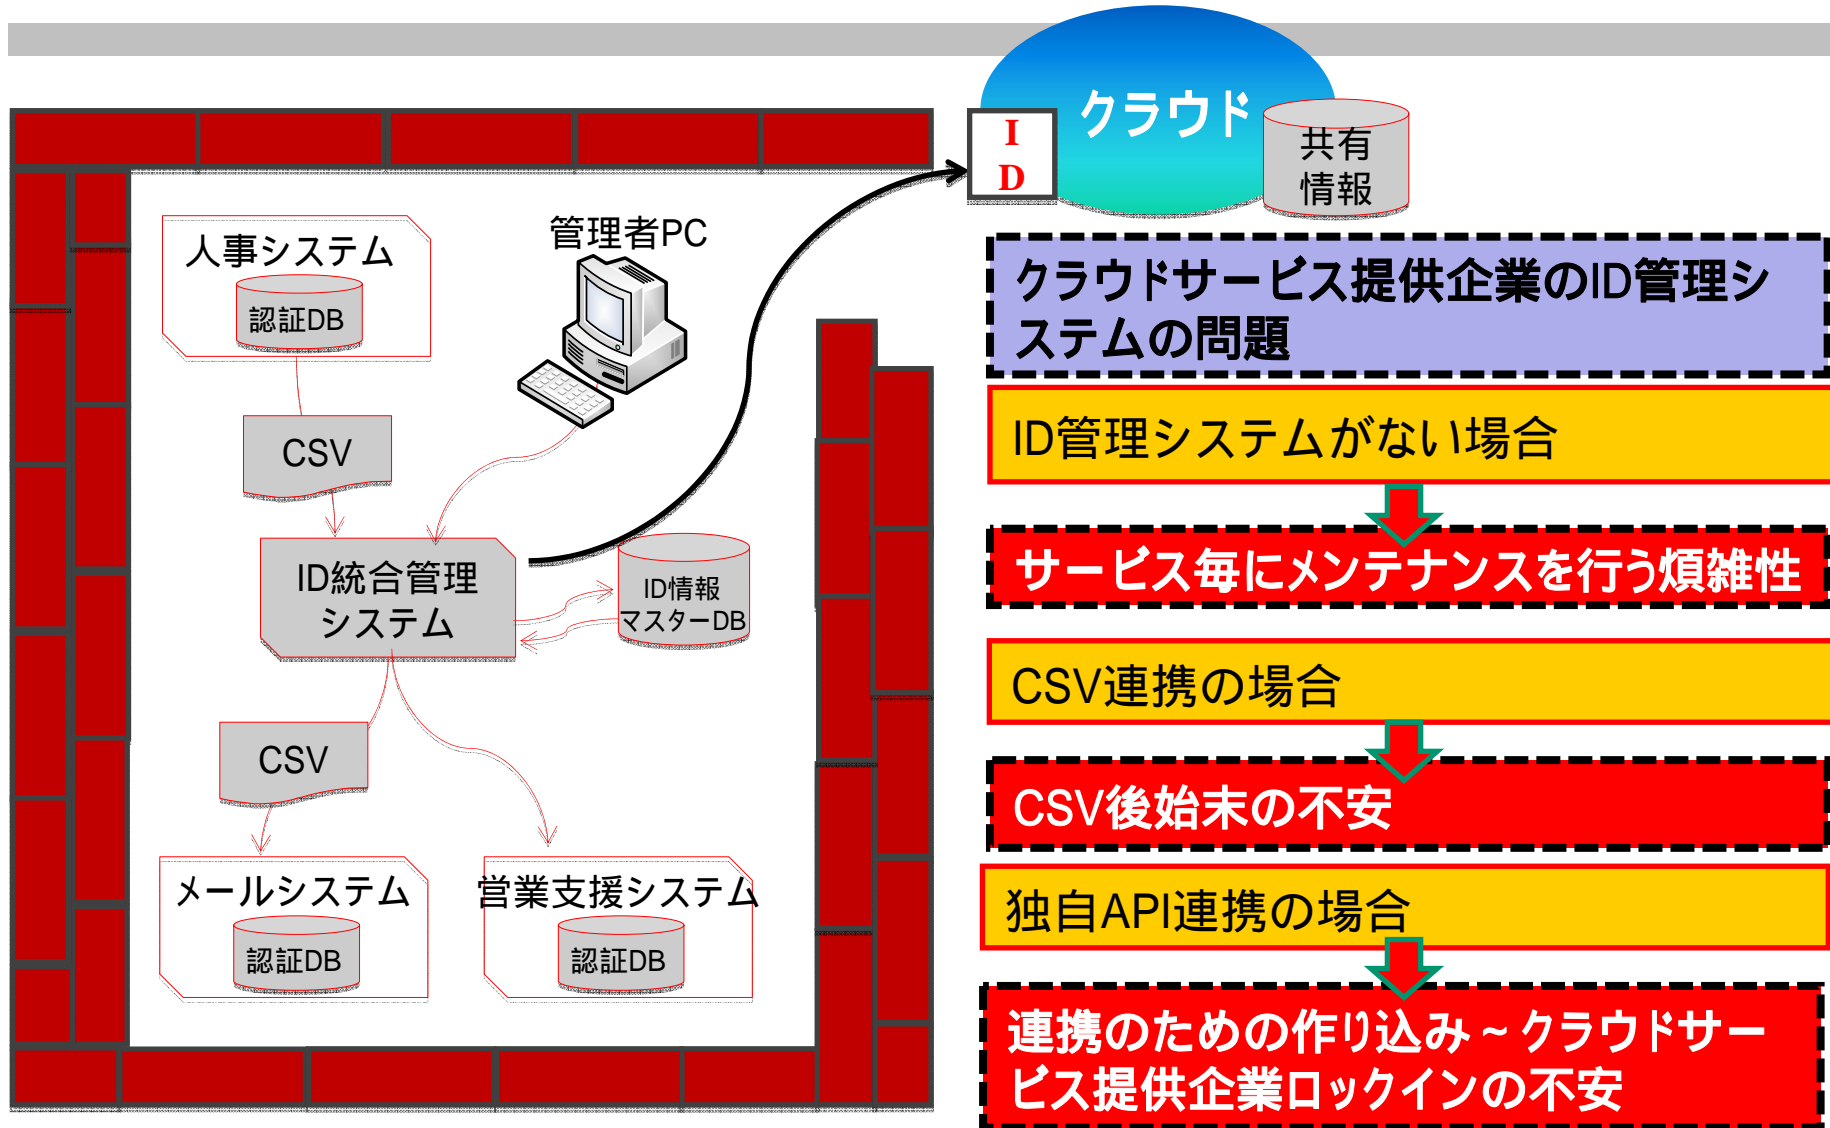 クラウド
I
D
共有
情報
人事システム
認証DB
管理者PC
CSV
ID統合管理
システム
ID情報
マスターDB
CSV
メールシステム
認証DB
営業支援システム
認証DB
クラウドサービス提供企業のID管理シ
ステムの問題
ID管理システムがない場合
サービス毎にメンテナンスを行う煩雑性
CSV連携の場合
CSV後始末の不安
独自API連携の場合
連携のための作り込み~クラウドサー
ビス提供企業ロックインの不安